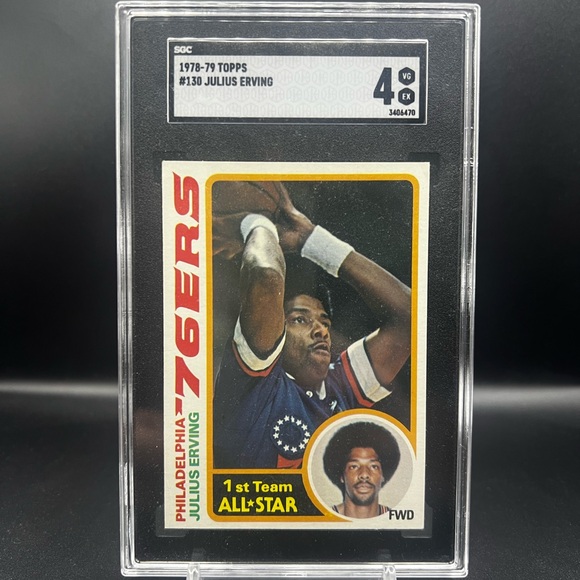 SGC
1978-79 TOPPS
#130 JULIUS ERVING
4
VG
EX
3406470
PHILADELPHIA 76ERS
JULIUS ERVING
1st Team
ALL★STAR
FWD